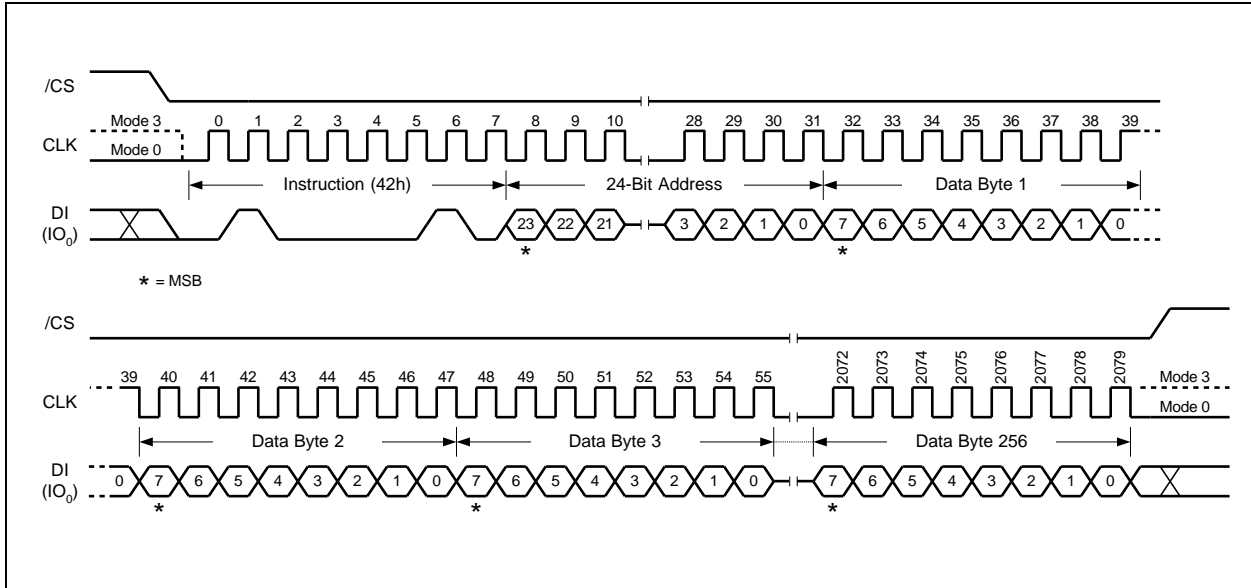 /CS
Mode 3 0 1 2 3 4 5 6 7 8 9 10 28 29 30 31 32 33 34 35 36 37 38 39
CLK
Mode 0
Instruction (42h) 24-Bit Address Data Byte 1
DI
(IO0)
23 22 21 3 2 1 0 7 6 5 4 3 2 1 0
* *
* = MSB
/CS
39 40 41 42 43 44 45 46 47 48 49 50 51 52 53 54 55 2072 2073 2074 2075 2076 2077 2078 2079
Mode 3
CLK
Mode 0
Data Byte 2 Data Byte 3 Data Byte 256
DI
(IO0)
0 7 6 5 4 3 2 1 0 7 6 5 4 3 2 1 0 7 6 5 4 3 2 1 0
* * *